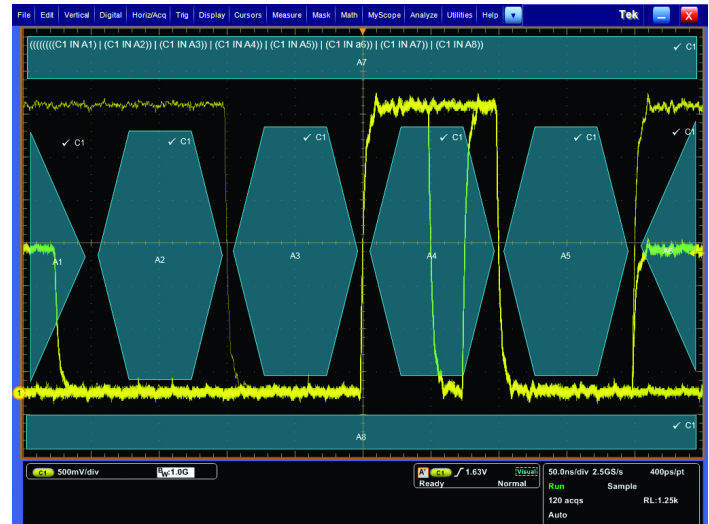 File Edit Vertical Digital Horiz/Acq Trig Display Cursors Measure Mask Math MyScope Analyze Utilities Help Tek X
((((((((C1 IN A1) | (C1 IN A2)) | (C1 IN A3)) | (C1 IN A4)) | (C1 IN A5)) | (C1 IN a6)) | (C1 IN A7)) | (C1 IN A8))
C1
A7
C1 C1 C1 C1 C1 C1
A1 A2 A3 A4 A5
1
C1
A8
C1 500mV/div BW:1.0G
A' C1 1.63V Visual
Ready Normal
50.0ns/div 2.5GS/s 400ps/pt
Run Sample
120 acqs RL:1.25k
Auto